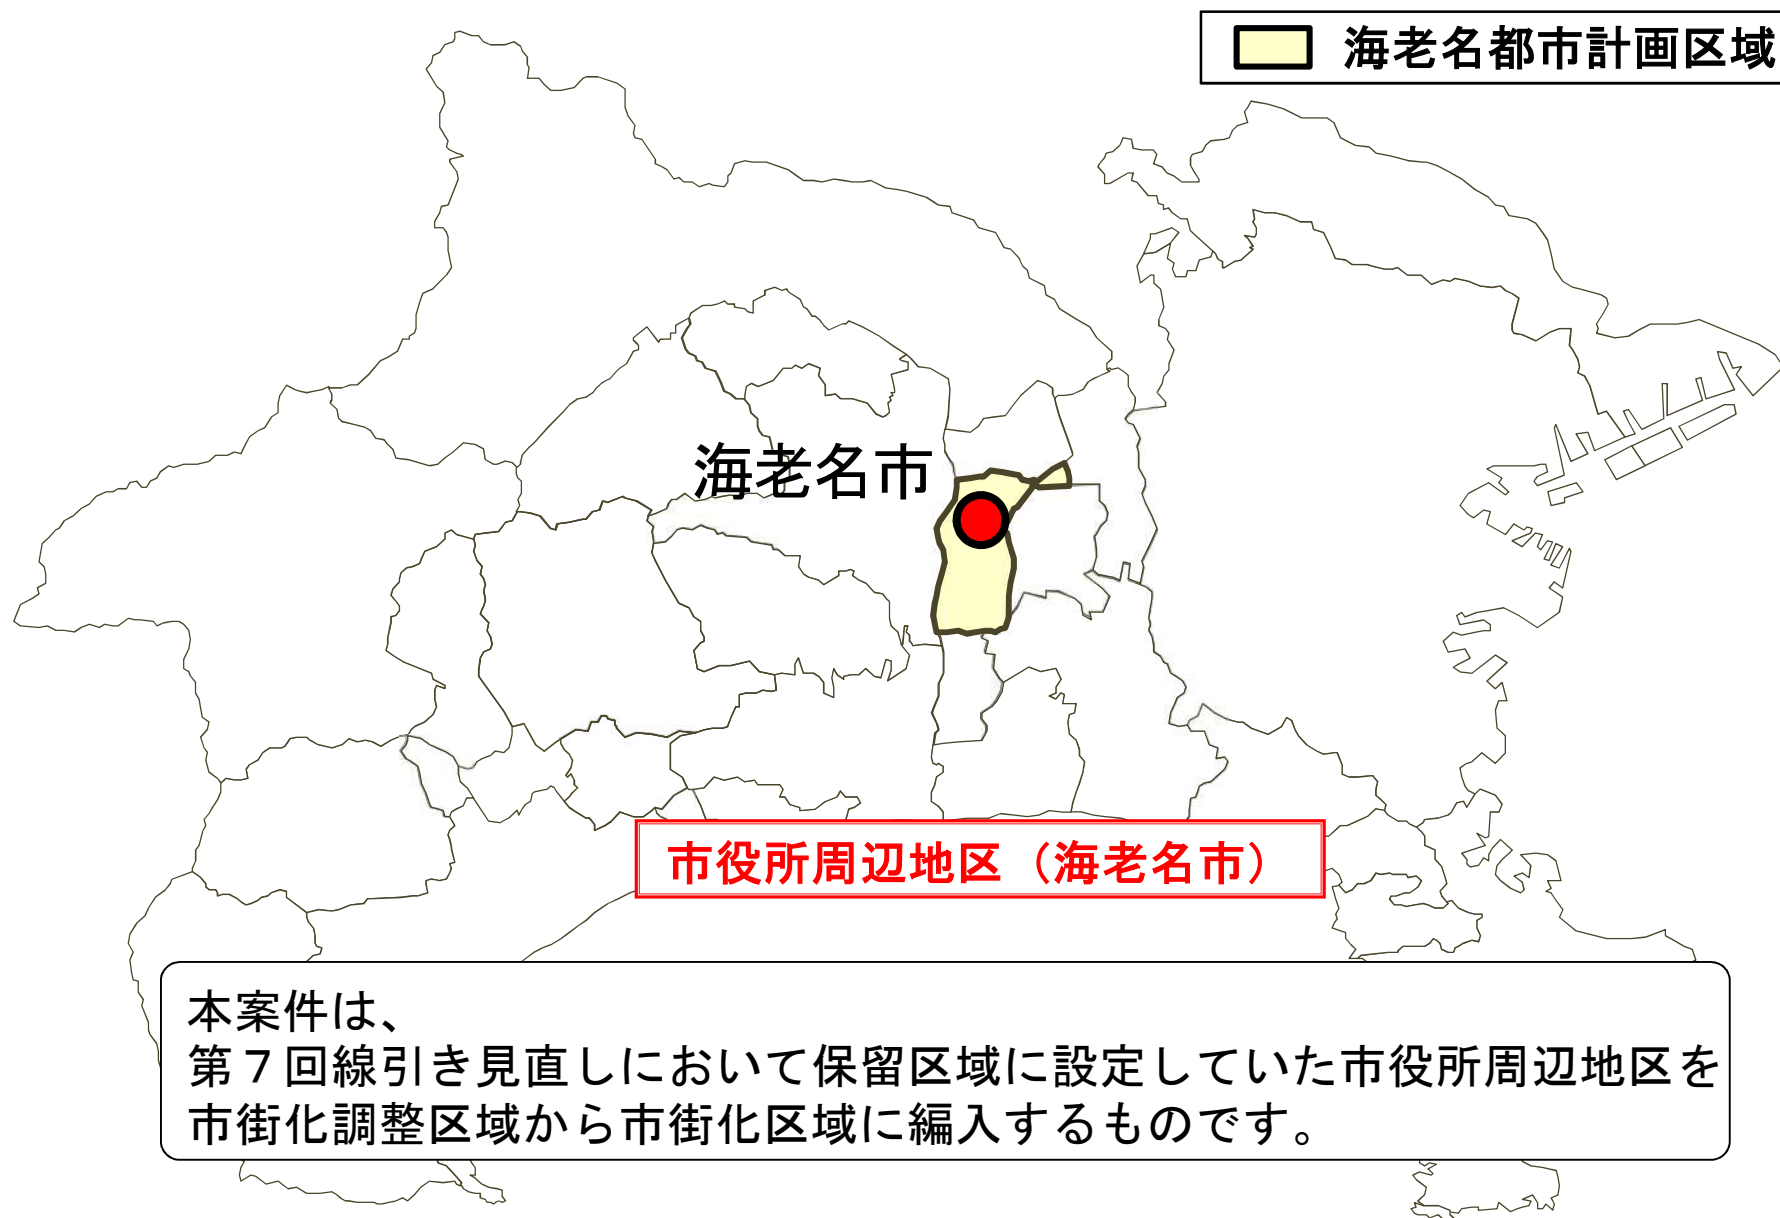 海老名都市計画区域
海老名市
市役所周辺地区（海老名市）
本案件は、
第７回線引き見直しにおいて保留区域に設定していた市役所周辺地区を
市街化調整区域から市街化区域に編入するものです。